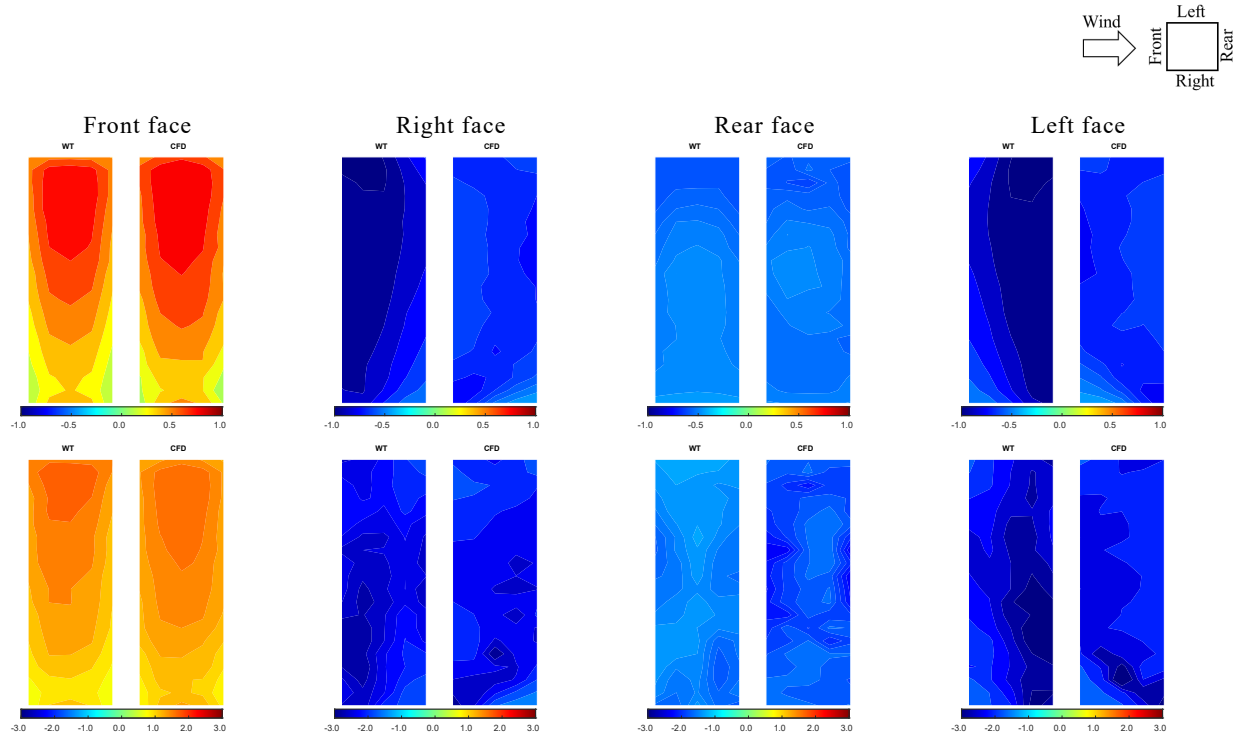 Left
Wind
Front
Rear
Right
Front face
Right face
Rear face
Left face
WT CFD WT CFD WT CFD WT CFD
-1.0 -0.5 0.0 0.5 1.0 -1.0 -0.5 0.0 0.5 1.0 -1.0 -0.5 0.0 0.5 1.0 -1.0 -0.5 0.0 0.5 1.0
WT CFD WT CFD WT CFD WT CFD
-3.0 -2.0 -1.0 0.0 1.0 2.0 3.0 -3.0 -2.0 -1.0 0.0 1.0 2.0 3.0 -3.0 -2.0 -1.0 0.0 1.0 2.0 3.0 -3.0 -2.0 -1.0 0.0 1.0 2.0 3.0